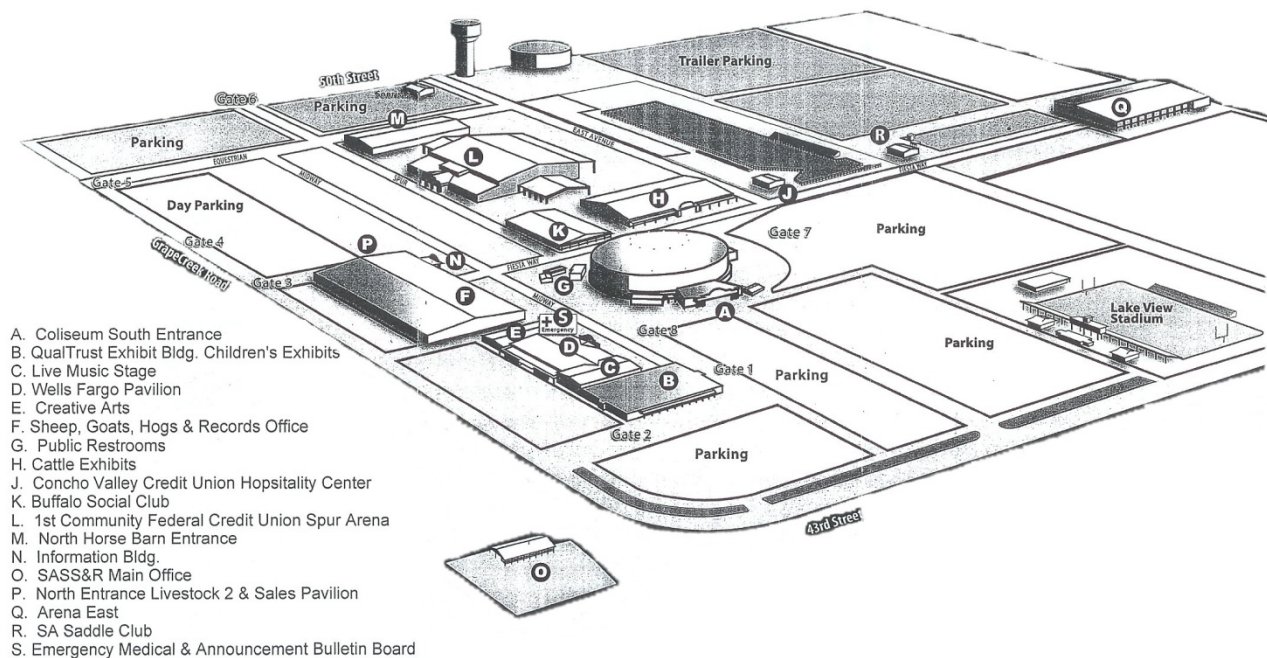 Trailer Parking
50th Street
Gate 6
Parking
Parking
M
Q
R
EAST AVENUE
L
EQUESTRIAN
MIDWAY
SPUR
FIESTA WAY
H
J
Gate 5
Day Parking
K
Gate 7
Parking
Gate 4
P
GrapeCreek Road
N
FIESTA WAY
Gate 3
F
G
MIDWAY
A
Lake View
Stadium
S
Emergency
Gate 8
E
D
Parking
C
B
Gate 1
Parking
Gate 2
Parking
43rd Street
O
A. Coliseum South Entrance
B. QualTrust Exhibit Bldg. Children's Exhibits
C. Live Music Stage
D. Wells Fargo Pavilion
E. Creative Arts
F. Sheep, Goats, Hogs & Records Office
G. Public Restrooms
H. Cattle Exhibits
J. Concho Valley Credit Union Hopsitality Center
K. Buffalo Social Club
L. 1st Community Federal Credit Union Spur Arena
M. North Horse Barn Entrance
N. Information Bldg.
O. SASS&R Main Office
P. North Entrance Livestock 2 & Sales Pavilion
Q. Arena East
R. SA Saddle Club
S. Emergency Medical & Announcement Bulletin Board